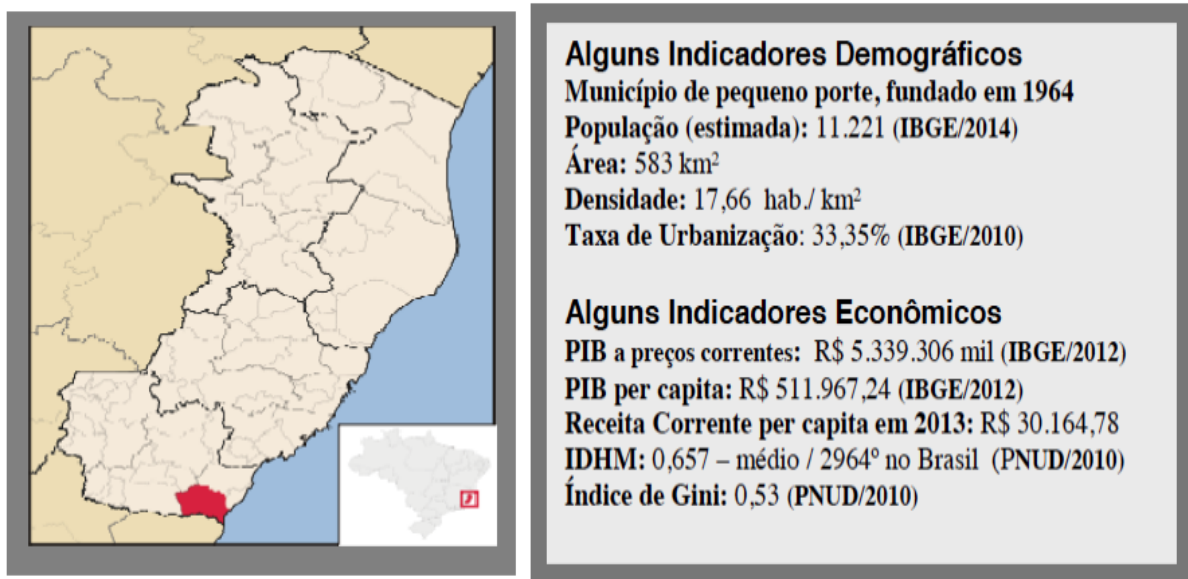 Alguns Indicadores Demográficos
Município de pequeno porte, fundado em 1964
População (estimada): 11.221 (IBGE/2014)
Área: 583 km²
Densidade: 17,66 hab./ km²
Taxa de Urbanização: 33,35% (IBGE/2010)
Alguns Indicadores Econômicos
PIB a preços correntes: R$ 5.339.306 mil (IBGE/2012)
PIB per capita: R$ 511.967,24 (IBGE/2012)
Receita Corrente per capita em 2013: R$ 30.164,78
IDHM: 0,657 – médio / 2964º no Brasil (PNUD/2010)
Índice de Gini: 0,53 (PNUD/2010)